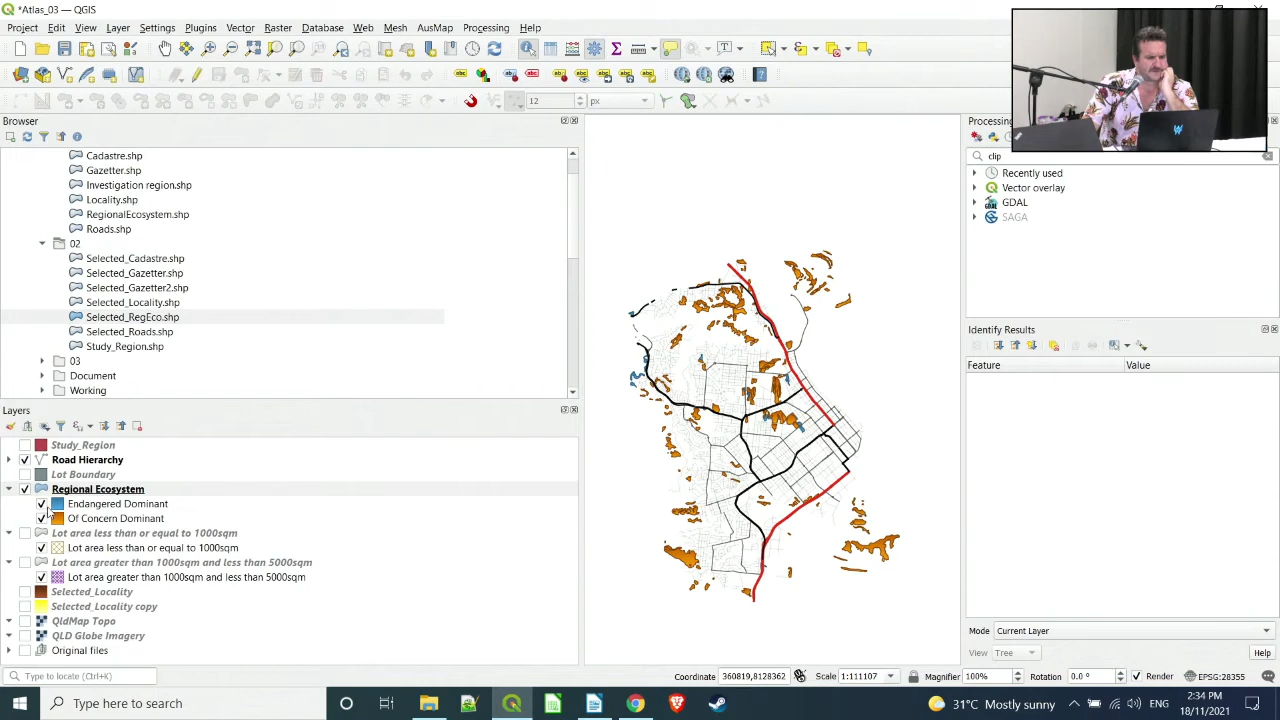 *Atlas_03 — QGIS
Project Edit View Layer Settings Plugins Vector Raster Database Web Mesh AusMap Processing Help
12 px
Browser
Cadastre.shp
Gazetter.shp
Investigation region.shp
Locality.shp
RegionalEcosystem.shp
Roads.shp
02
Selected_Cadastre.shp
Selected_Gazetter.shp
Selected_Gazetter2.shp
Selected_Locality.shp
Selected_RegEco.shp
Selected_Roads.shp
Study_Region.shp
03
Document
Working
Layers
Study_Region
Road Hierarchy
Lot Boundary
Regional Ecosystem
Endangered Dominant
Of Concern Dominant
Lot area less than or equal to 1000sqm
Lot area less than or equal to 1000sqm
Lot area greater than 1000sqm and less than 5000sqm
Lot area greater than 1000sqm and less than 5000sqm
Selected_Locality
Selected_Locality copy
QldMap Topo
QLD Globe Imagery
Original files
Processing
clip
Recently used
Vector overlay
GDAL
SAGA
Identify Results
Feature Value
Mode Current Layer
View Tree Help
Type to locate (Ctrl+K)
Coordinate 360819,8128362 Scale 1:111107 Magnifier 100% Rotation 0.0 ° Render EPSG:28355
Type here to search
31°C Mostly sunny ENG 2:34 PM 18/11/2021